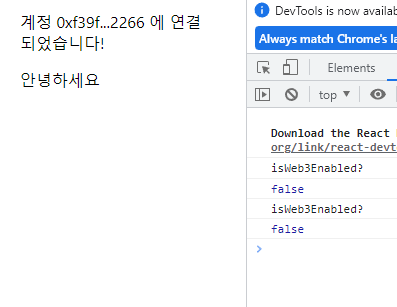 계정 0xf39f...2266 에 연결
되었습니다!
안녕하세요
DevTools is now availa
Always match Chrome's la
Elements
top
Download the React
org/link/react-devt
isWeb3Enabled?
false
isWeb3Enabled?
false